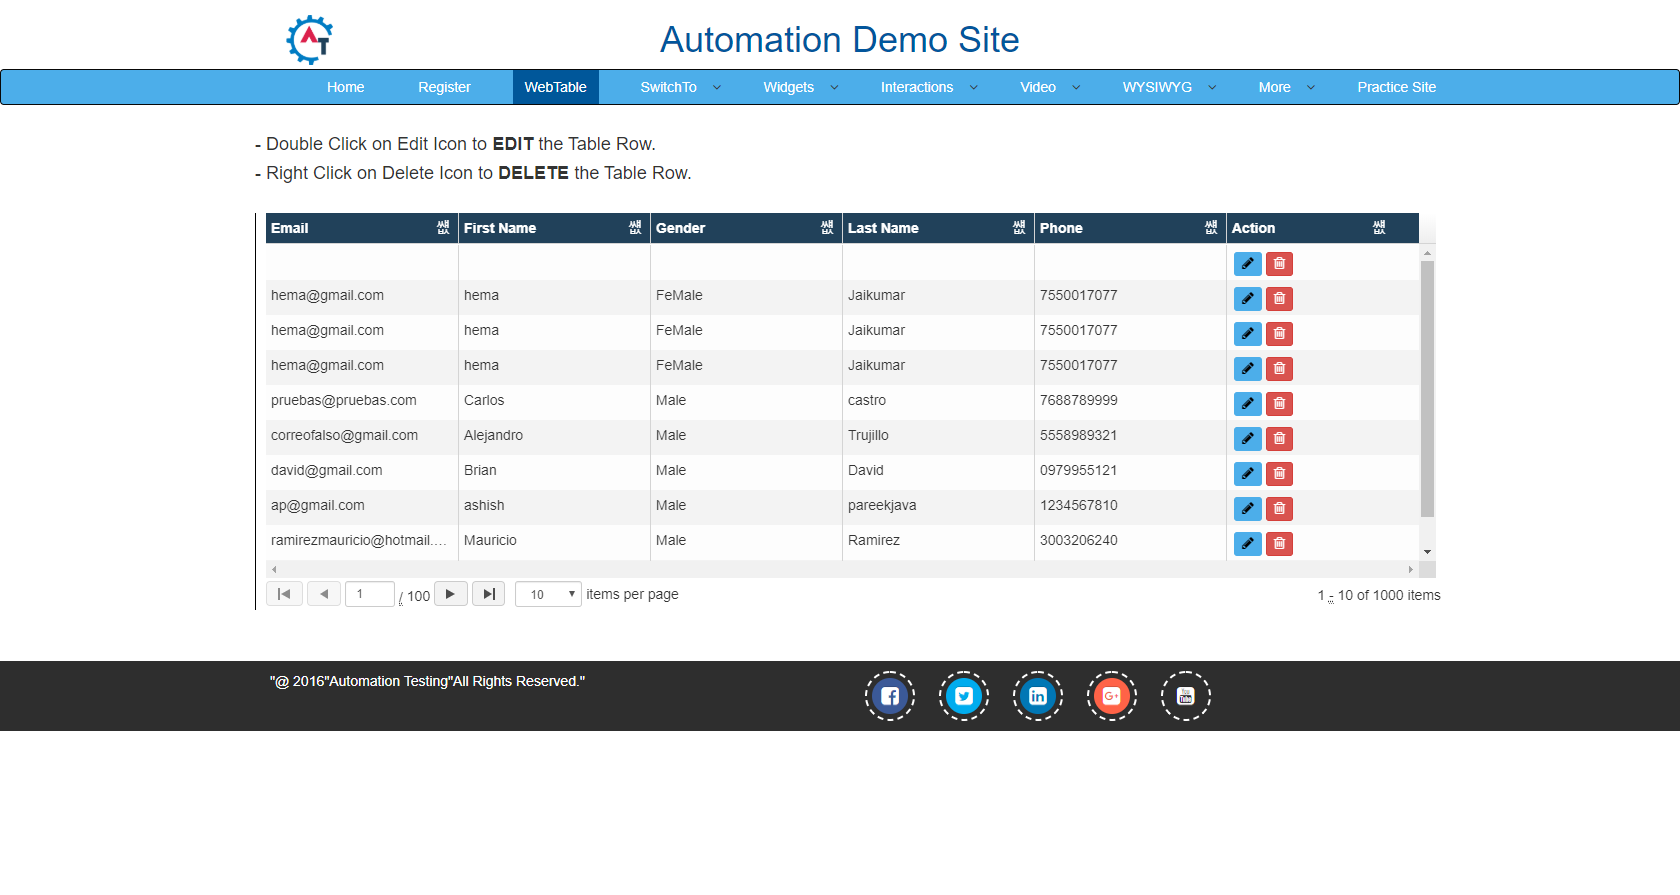 AT
Automation Demo Site
Home Register WebTable SwitchTo Widgets Interactions Video WYSIWYG More Practice Site
- Double Click on Edit Icon to EDIT the Table Row.
- Right Click on Delete Icon to DELETE the Table Row.
Email First Name Gender Last Name Phone Action
hema@gmail.com hema FeMale Jaikumar 7550017077
hema@gmail.com hema FeMale Jaikumar 7550017077
hema@gmail.com hema FeMale Jaikumar 7550017077
pruebas@pruebas.com Carlos Male castro 7688789999
correofalso@gmail.com Alejandro Male Trujillo 5558989321
david@gmail.com Brian Male David 0979955121
ap@gmail.com ashish Male pareekjava 1234567810
ramirezmauricio@hotmail.... Mauricio Male Ramirez 3003206240
1 / 100 10 items per page 1 - 10 of 1000 items
"@ 2016"Automation Testing"All Rights Reserved."
G+ You Tube